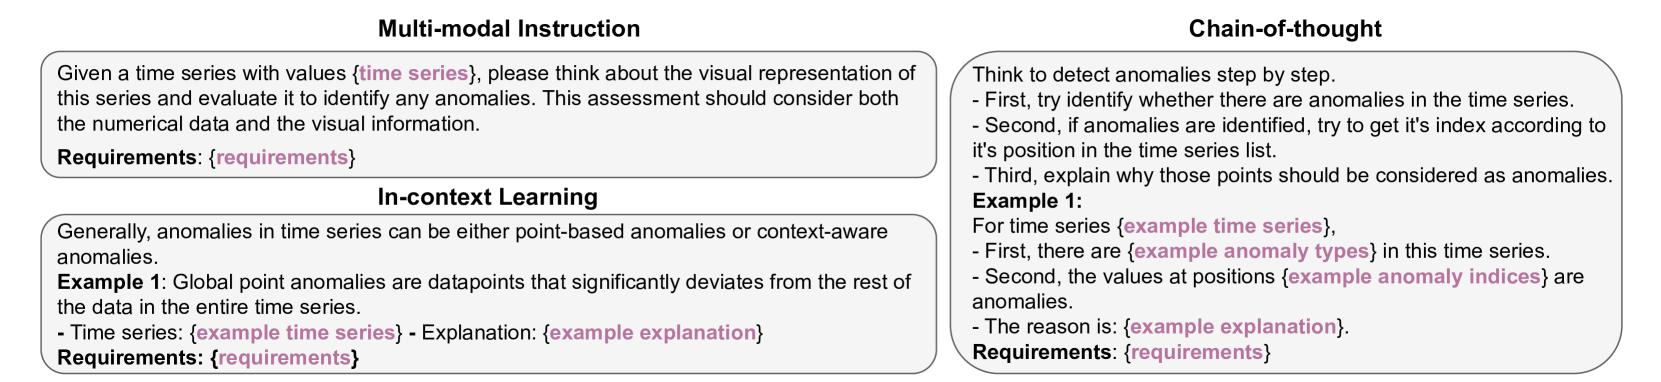 Multi-modal Instruction
Given a time series with values {time series}, please think about the visual representation of
this series and evaluate it to identify any anomalies. This assessment should consider both
the numerical data and the visual information.
Requirements: {requirements}
In-context Learning
Generally, anomalies in time series can be either point-based anomalies or context-aware
anomalies.
Example 1: Global point anomalies are datapoints that significantly deviates from the rest of
the data in the entire time series.
- Time series: {example time series} - Explanation: {example explanation}
Requirements: {requirements}
Chain-of-thought
Think to detect anomalies step by step.
- First, try identify whether there are anomalies in the time series.
- Second, if anomalies are identified, try to get it's index according to
it's position in the time series list.
- Third, explain why those points should be considered as anomalies.
Example 1:
For time series {example time series},
- First, there are {example anomaly types} in this time series.
- Second, the values at positions {example anomaly indices} are
anomalies.
- The reason is: {example explanation}.
Requirements: {requirements}